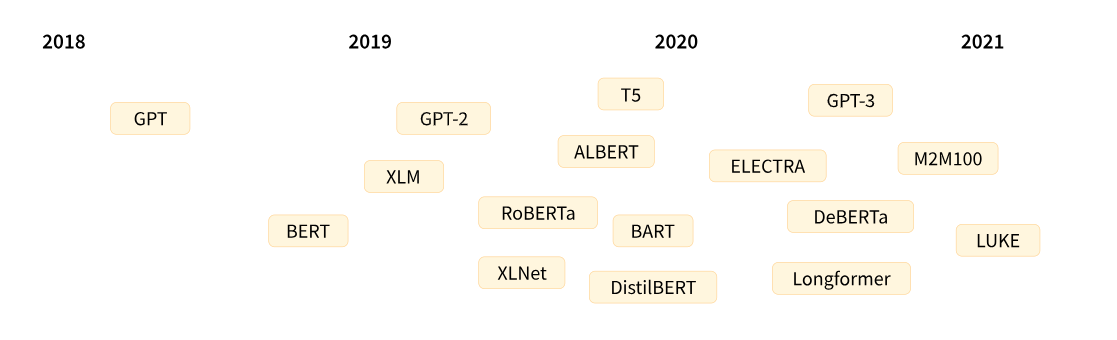 2018 2019 2020 2021
T5
GPT-3
GPT
GPT-2
ALBERT
M2M100
ELECTRA
XLM
RoBERTa
DeBERTa
BERT
BART
LUKE
XLNet
Longformer
DistilBERT